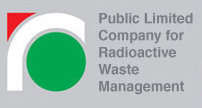 Public Limited
Company for
Radioactive
Waste
Management